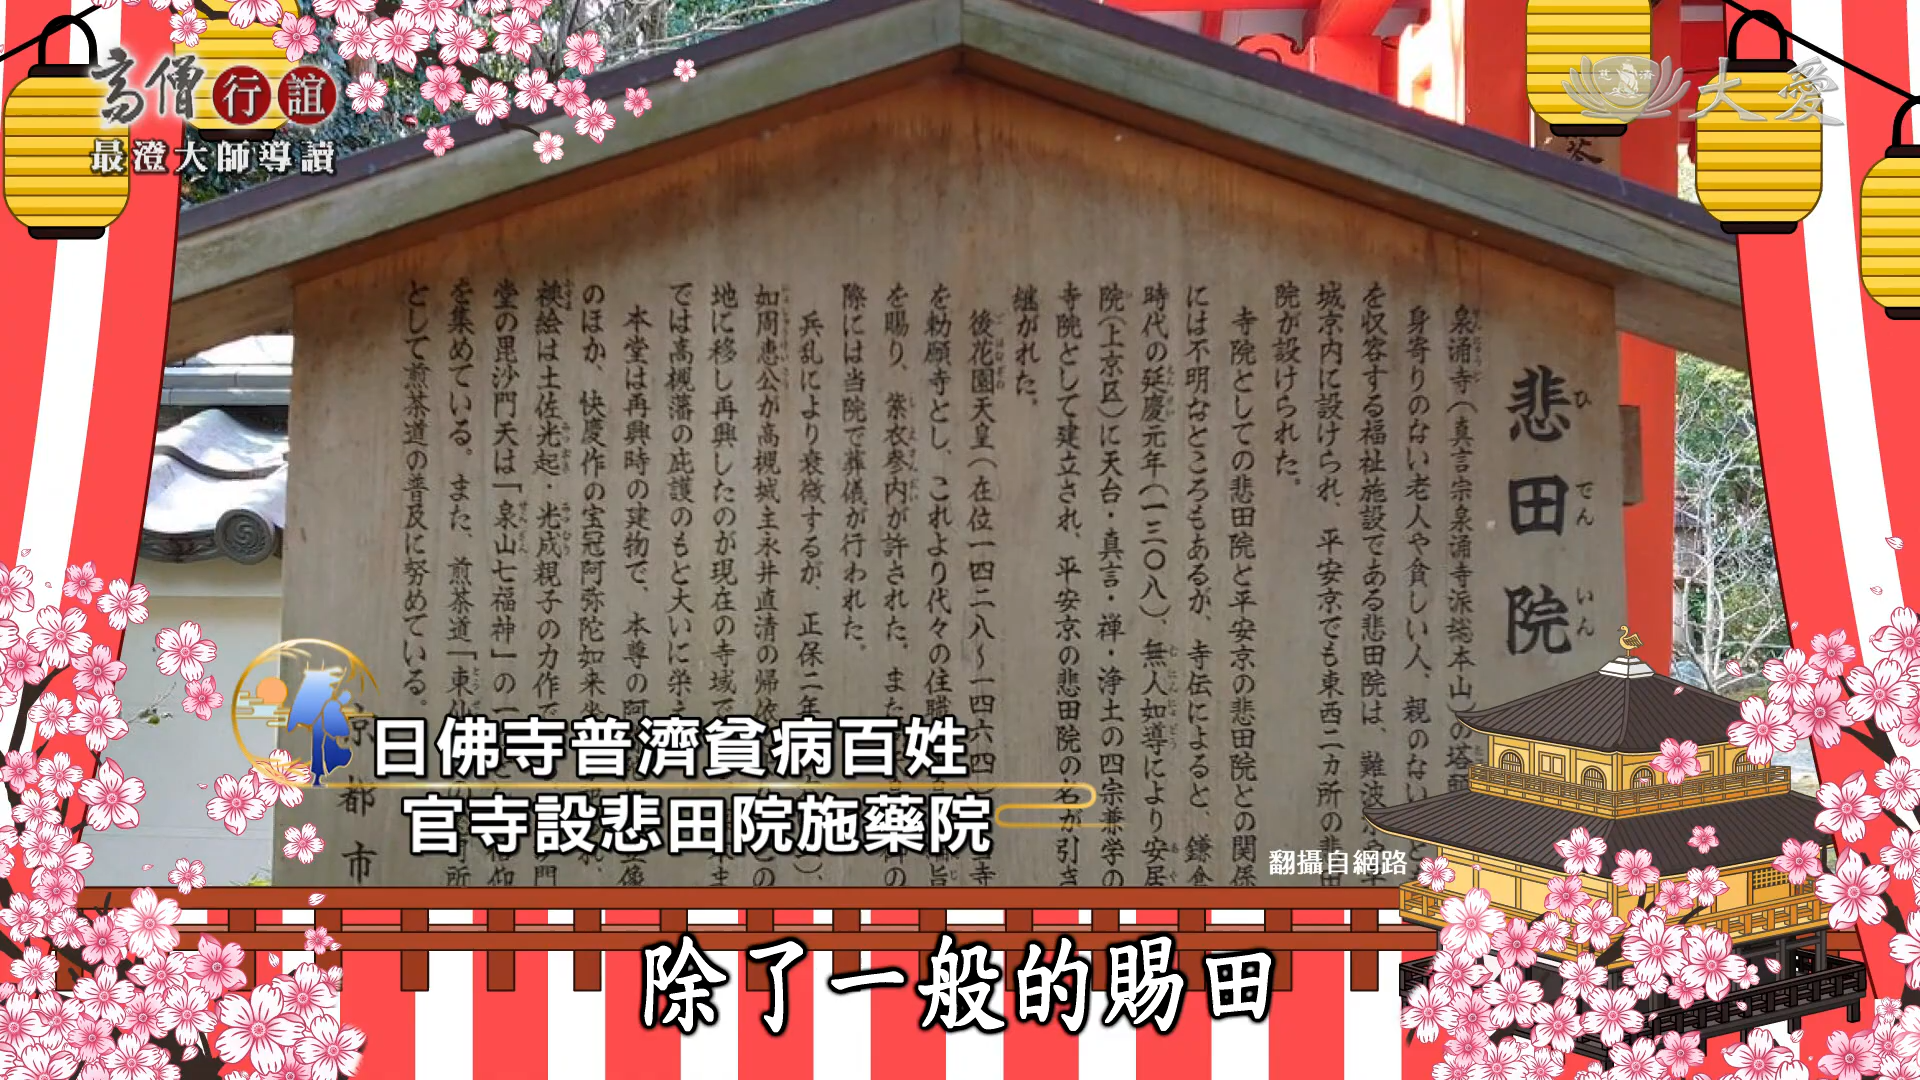 高僧行誼
最澄大師導讀
慈濟
大愛
悲田院
ひでんいん
泉涌寺(真言宗泉涌寺派総本山)の塔
身寄りのない老人や貧しい人、親のない
を収容する福祉施設である悲田院は、難波
城京内に設けられ、平安京でも東西二カ所の悲田
院が設けられた。
寺院としての悲田院と平安京の悲田院との関係
には不明なところもあるが、寺伝によると、鎌倉
時代の延慶元年(一三〇八)、無人如導により安居
院(上京区)に天台・真言・禅・浄土の四宗兼学の
寺院として建立され、平安京の悲田院の名が引き
継がれた。
後花園天皇(在位一四二八〜一四六四)
を勅願寺とし、これより代々の住職
を賜り、紫衣参内が許された。また
際には当院で葬儀が行われた。
兵乱により衰微するが、正保二年
如周恵公が高槻城主永井直清の帰依
地に移し再興したのが現在の寺域で
では高槻藩の庇護のもと大いに栄え
本堂は再興時の建物で、本尊の阿
のほか、快慶作の宝冠阿弥陀如来坐
襖絵は土佐光起・光成親子の力作で
堂の毘沙門天は「泉山七福神」の一
を集めている。また、煎茶道「東仙
として煎茶道の普及に努めている。
京都市
日佛寺普濟貧病百姓
官寺設悲田院施藥院
翻攝自網路
除了一般的賜田